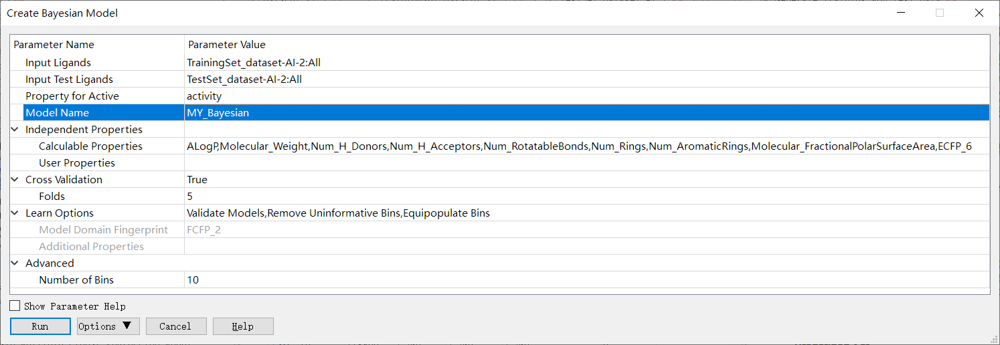 Create Bayesian Model
Parameter Name Parameter Value
Input Ligands TrainingSet_dataset-AI-2:All
Input Test Ligands TestSet_dataset-AI-2:All
Property for Active activity
Model Name MY_Bayesian
Independent Properties
Calculable Properties ALogP,Molecular_Weight,Num_H_Donors,Num_H_Acceptors,Num_RotatableBonds,Num_Rings,Num_AromaticRings,Molecular_FractionalPolarSurfaceArea,ECFP_6
User Properties
Cross Validation True
Folds 5
Learn Options Validate Models,Remove Uninformative Bins,Equipopulate Bins
Model Domain Fingerprint FCFP_2
Additional Properties
Advanced
Number of Bins 10
Show Parameter Help
Run Options ▼ Cancel Help